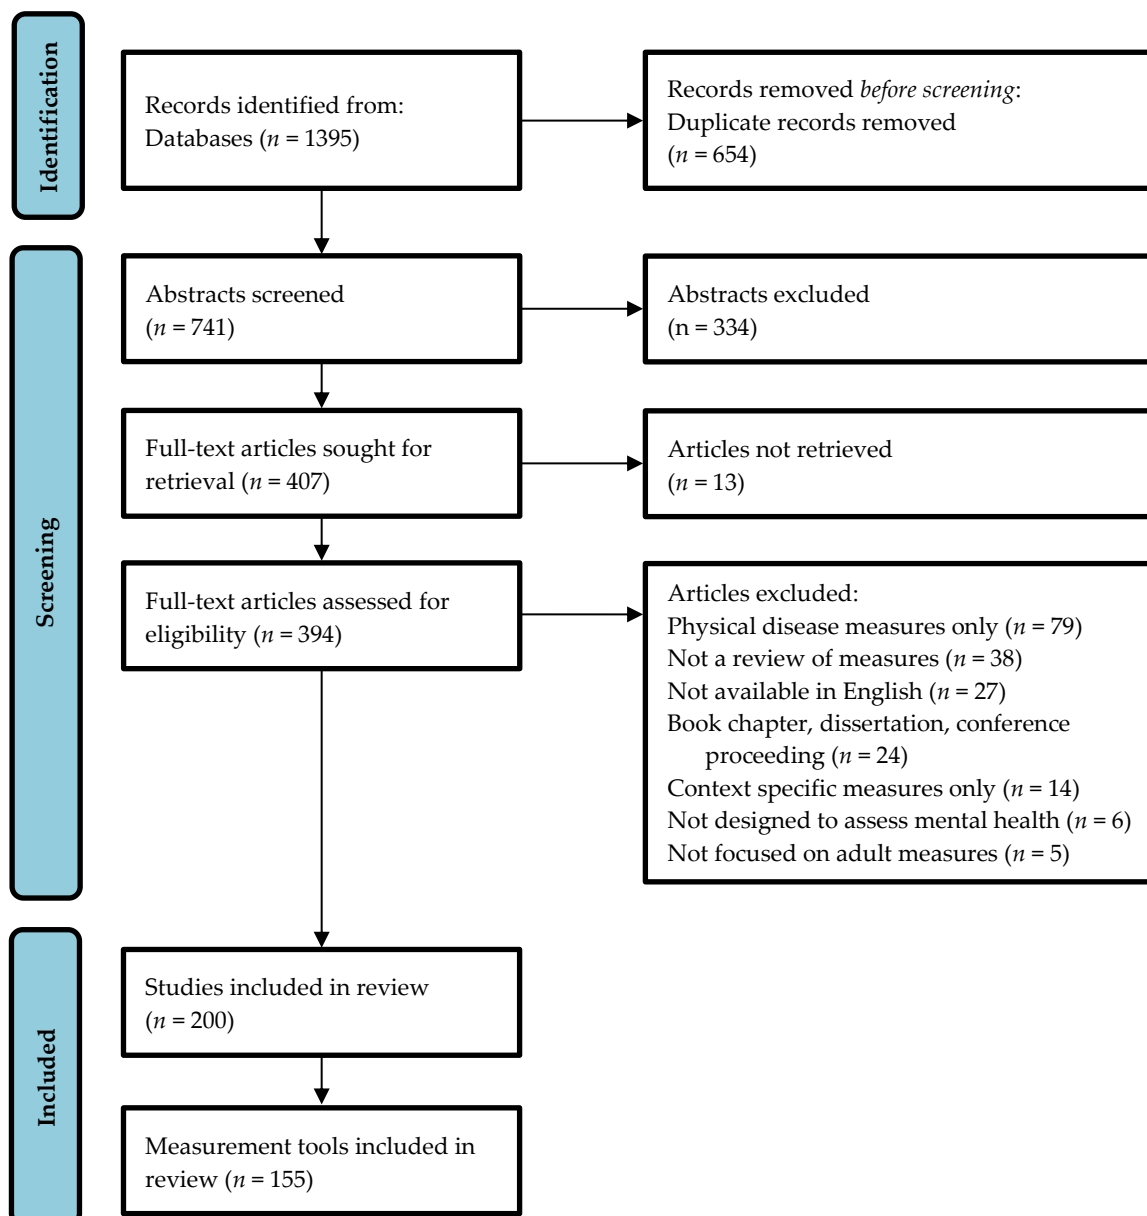 Identification
Records identified from:
Databases (n = 1395)
Records removed before screening:
Duplicate records removed
(n = 654)
Screening
Abstracts screened
(n = 741)
Abstracts excluded
(n = 334)
Full-text articles sought for
retrieval (n = 407)
Articles not retrieved
(n = 13)
Full-text articles assessed for
eligibility (n = 394)
Articles excluded:
Physical disease measures only (n = 79)
Not a review of measures (n = 38)
Not available in English (n = 27)
Book chapter, dissertation, conference
proceeding (n = 24)
Context specific measures only (n = 14)
Not designed to assess mental health (n = 6)
Not focused on adult measures (n = 5)
Included
Studies included in review
(n = 200)
Measurement tools included in
review (n = 155)